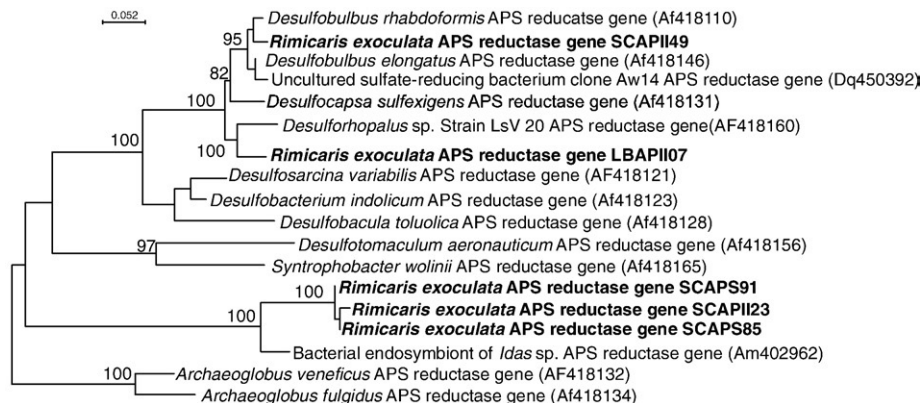 0.052
Desulfobulbus rhabdoformis APS reducatse gene (Af418110)
95
Rimicaris exoculata APS reductase gene SCAPII49
Desulfobulbus elongatus APS reductase gene (Af418146)
82
Uncultured sulfate-reducing bacterium clone Aw14 APS reductase gene (Dq450392)
100
Desulfocapsa sulfexigens APS reductase gene (Af418131)
Desulforhopalus sp. Strain LsV 20 APS reductase gene(AF418160)
100
100
Rimicaris exoculata APS reductase gene LBAPII07
Desulfosarcina variabilis APS reductase gene (AF418121)
Desulfobacterium indolicum APS reductase gene (Af418123)
Desulfobacula toluolica APS reductase gene (Af418128)
97
Desulfotomaculum aeronauticum APS reductase gene (Af418156)
Syntrophobacter wolinii APS reductase gene (Af418165)
100
Rimicaris exoculata APS reductase gene SCAPS91
Rimicaris exoculata APS reductase gene SCAPII23
100
Rimicaris exoculata APS reductase gene SCAPS85
Bacterial endosymbiont of Idas sp. APS reductase gene (Am402962)
100
Archaeoglobus veneficus APS reductase gene (AF418132)
Archaeoglobus fulgidus APS reductase gene (Af418134)